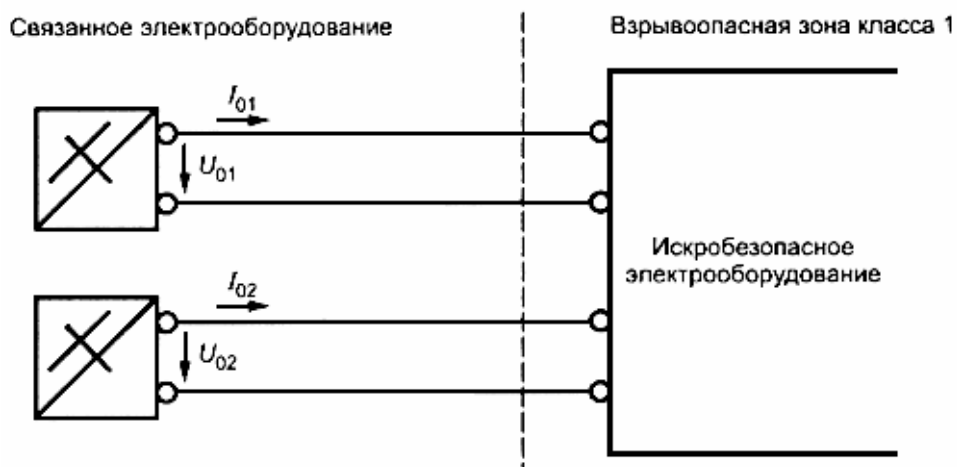 Связанное электрооборудование
Взрывоопасная зона класса 1
I01
U01
Искробезопасное
электрооборудование
I02
U02